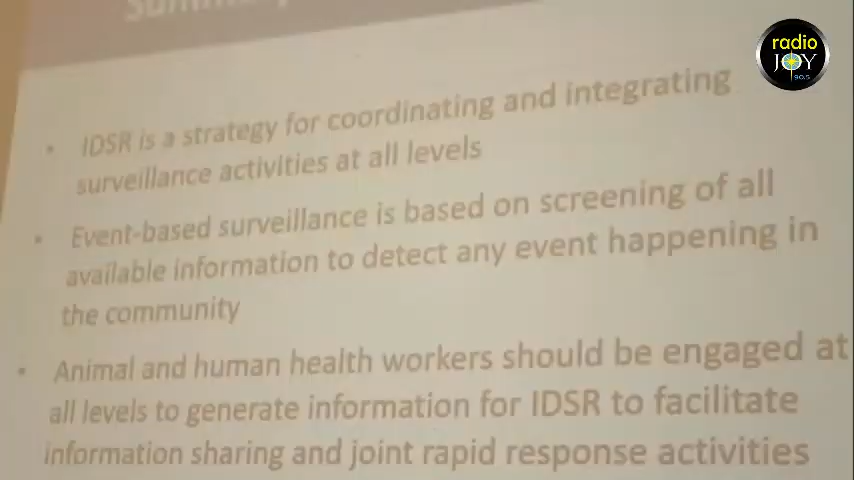 Summary
radio
JOY
90.5
• IDSR is a strategy for coordinating and integrating
surveillance activities at all levels
• Event-based surveillance is based on screening of all
available information to detect any event happening in
the community
• Animal and human health workers should be engaged at
all levels to generate information for IDSR to facilitate
information sharing and joint rapid response activities